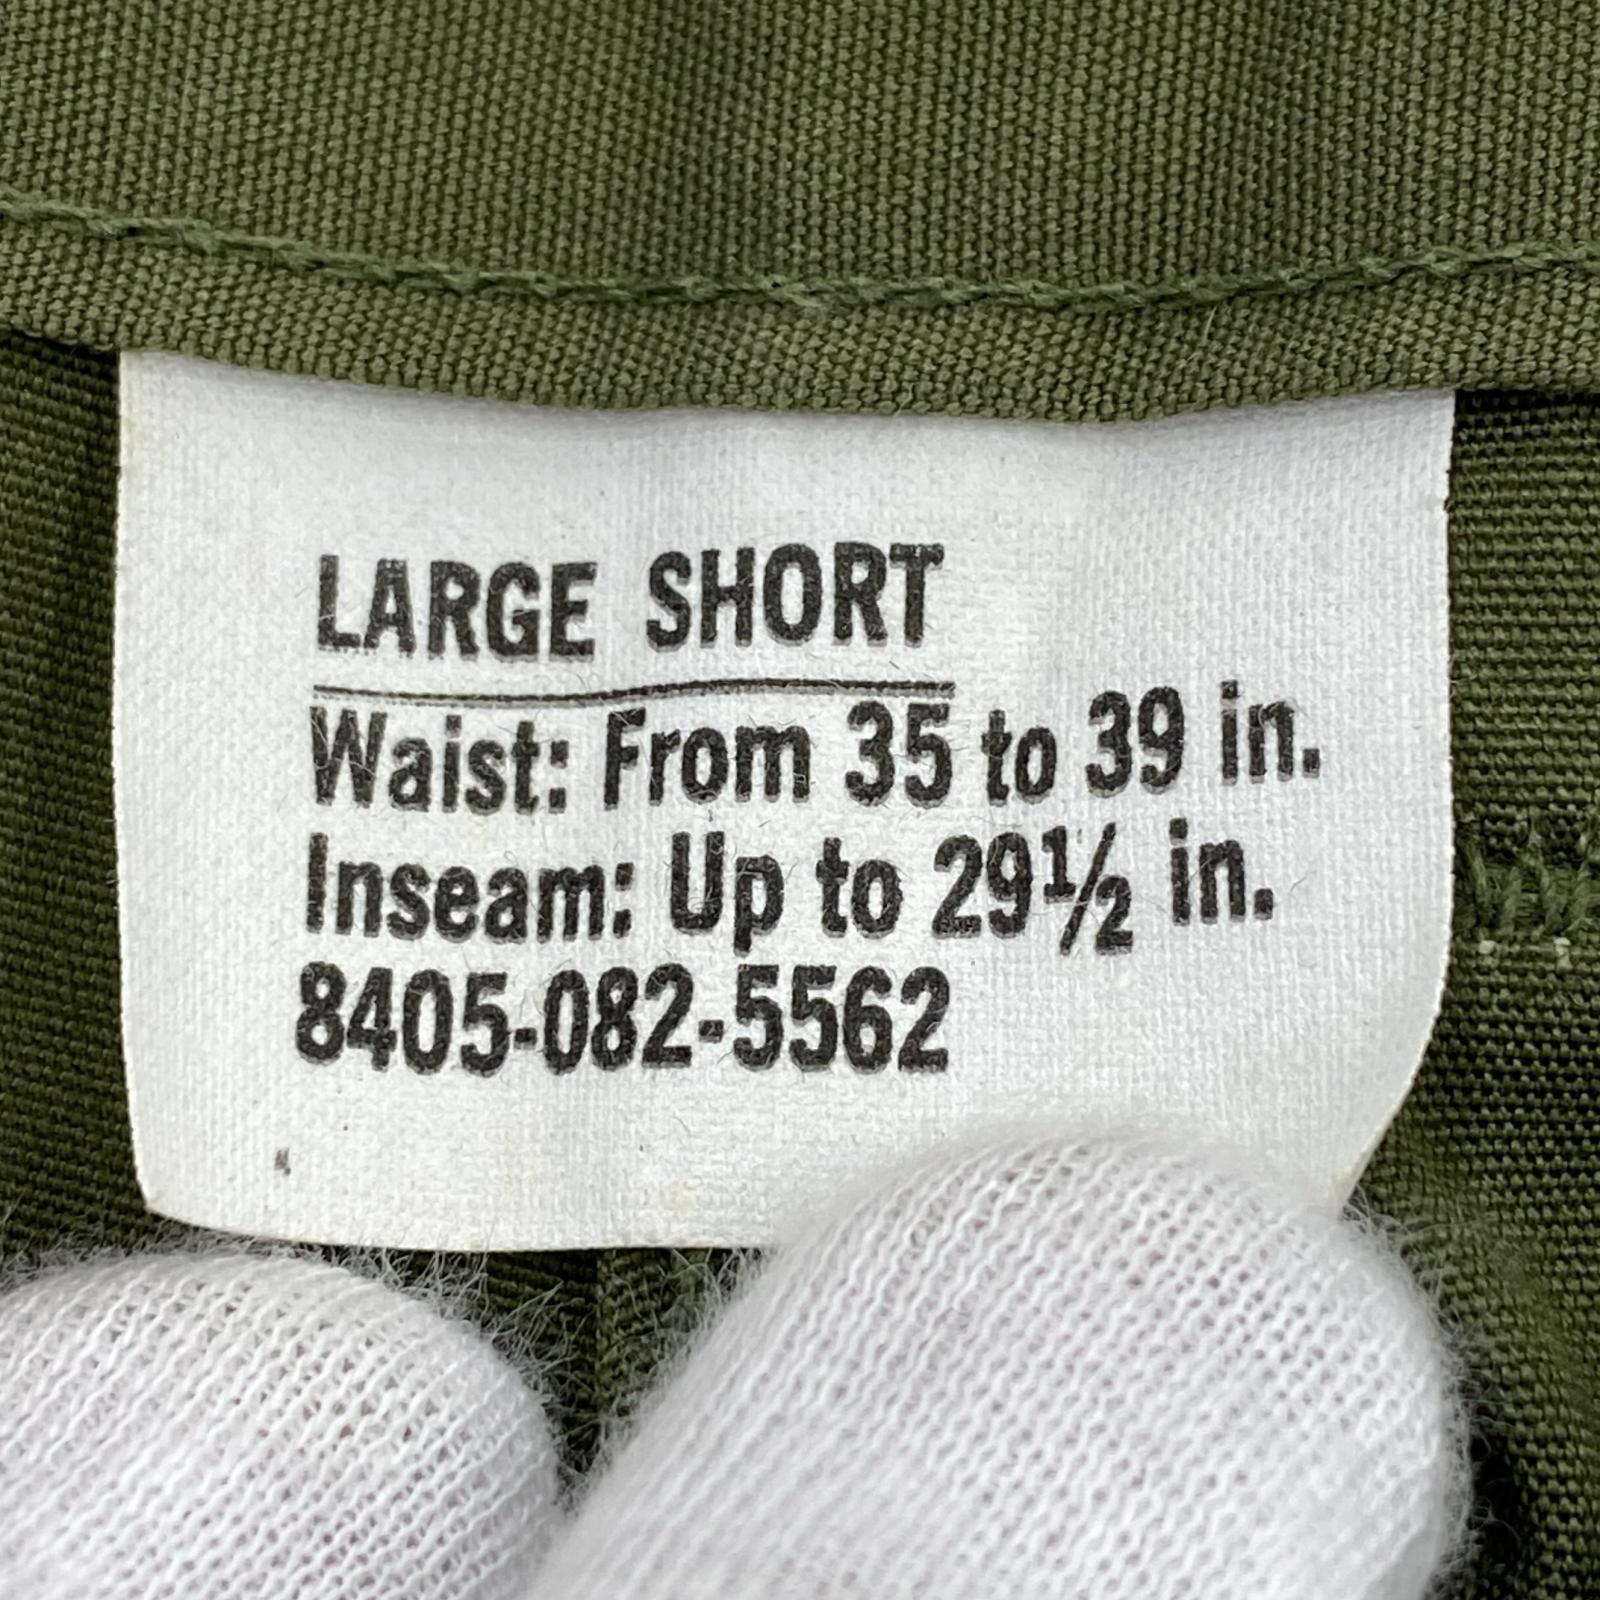 LARGE SHORT
Waist: From 35 to 39 in.
Inseam: Up to 29½ in.
8405-082-5562